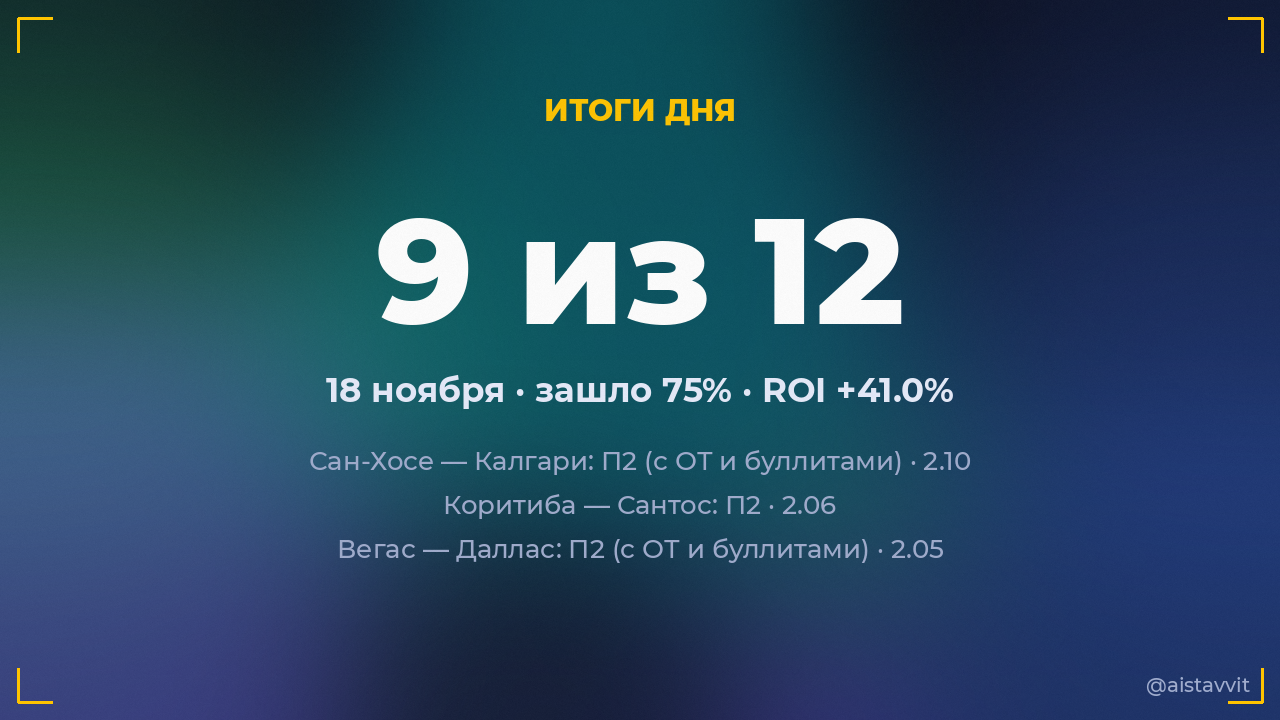 ИТОГИ ДНЯ
9 из 12
18 ноября · зашло 75% · ROI +41.0%
Сан-Хосе — Калгари: П2 (с ОТ и буллитами) · 2.10
Коритиба — Сантос: П2 · 2.06
Вегас — Даллас: П2 (с ОТ и буллитами) · 2.05
@aistavvit